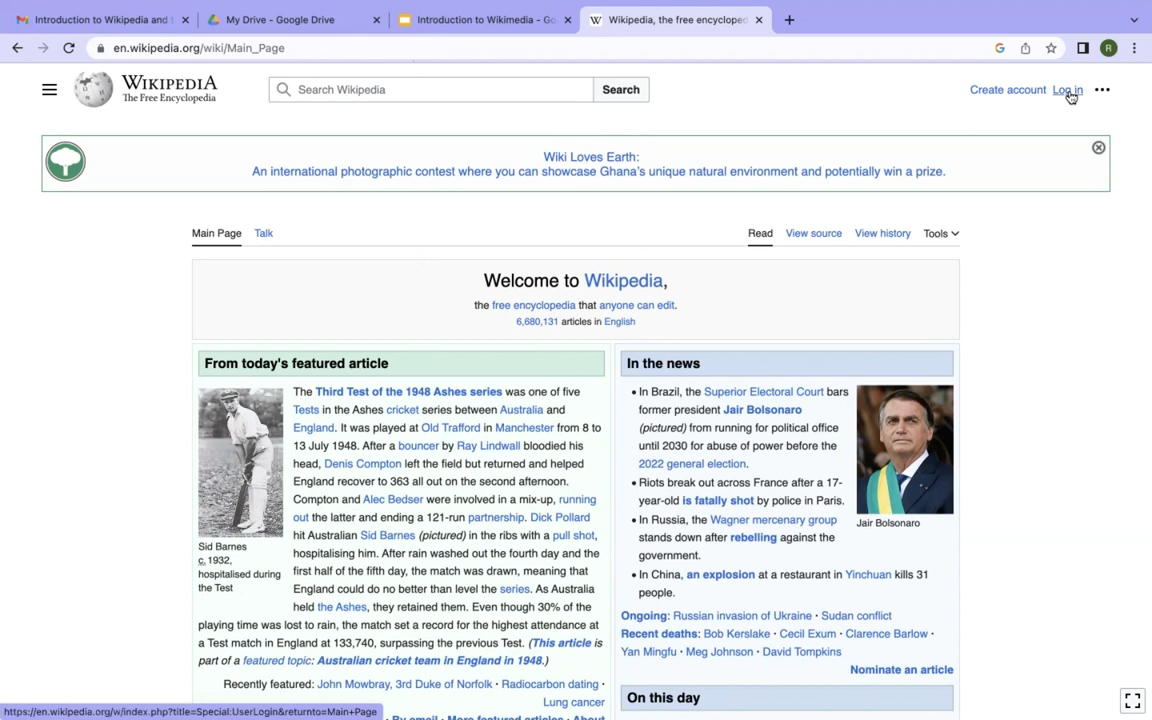 Introduction to Wikipedia and
My Drive - Google Drive
Introduction to Wikimedia - Go
Wikipedia, the free encycloped
en.wikipedia.org/wiki/Main_Page
R
WIKIPEDIA
The Free Encyclopedia
Search Wikipedia
Search
Create account
Log in
Wiki Loves Earth:
An international photographic contest where you can showcase Ghana's unique natural environment and potentially win a prize.
Main Page
Talk
Read
View source
View history
Tools
Welcome to Wikipedia,
the free encyclopedia that anyone can edit.
6,680,131 articles in English
From today's featured article
Sid Barnes
c. 1932,
hospitalised during
the Test
The Third Test of the 1948 Ashes series was one of five
Tests in the Ashes cricket series between Australia and
England. It was played at Old Trafford in Manchester from 8 to
13 July 1948. After a bouncer by Ray Lindwall bloodied his
head, Denis Compton left the field but returned and helped
England recover to 363 all out on the second afternoon.
Compton and Alec Bedser were involved in a mix-up, running
out the latter and ending a 121-run partnership. Dick Pollard
hit Australian Sid Barnes (pictured) in the ribs with a pull shot,
hospitalising him. After rain washed out the fourth day and the
first half of the fifth day, the match was drawn, meaning that
England could do no better than level the series. As Australia
held the Ashes, they retained them. Even though 30% of the
playing time was lost to rain, the match set a record for the highest attendance at
a Test match in England at 133,740, surpassing the previous Test. (This article is
part of a featured topic: Australian cricket team in England in 1948.)
Recently featured: John Mowbray, 3rd Duke of Norfolk · Radiocarbon dating ·
Lung cancer
By email · More featured articles · About
In the news
• In Brazil, the Superior Electoral Court bars
former president Jair Bolsonaro
(pictured) from running for political office
until 2030 for abuse of power before the
2022 general election.
• Riots break out across France after a 17-
year-old is fatally shot by police in Paris.
• In Russia, the Wagner mercenary group
stands down after rebelling against the
government.
• In China, an explosion at a restaurant in Yinchuan kills 31
people.
Jair Bolsonaro
Ongoing: Russian invasion of Ukraine · Sudan conflict
Recent deaths: Bob Kerslake · Cecil Exum · Clarence Barlow ·
Yan Mingfu · Meg Johnson · David Tompkins
Nominate an article
On this day
https://en.wikipedia.org/w/index.php?title=Special:UserLogin&returnto=Main+Page